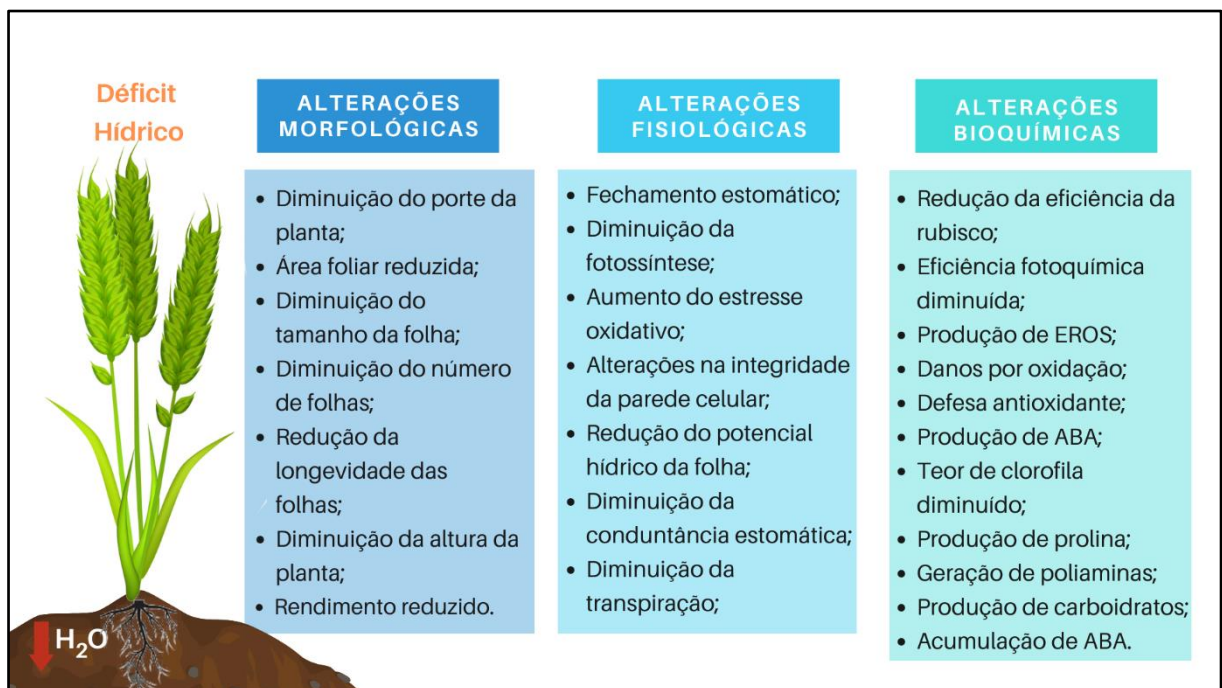 Déficit
Hídrico
ALTERAÇÕES
MORFOLÓGICAS
• Diminuição do porte da
planta;
• Área foliar reduzida;
• Diminuição do
tamanho da folha;
• Diminuição do número
de folhas;
• Redução da
longevidade das
folhas;
• Diminuição da altura da
planta;
• Rendimento reduzido.
ALTERAÇÕES
FISIOLÓGICAS
• Fechamento estomático;
• Diminuição da
fotossíntese;
• Aumento do estresse
oxidativo;
• Alterações na integridade
da parede celular;
• Redução do potencial
hídrico da folha;
• Diminuição da
conduntância estomática;
• Diminuição da
transpiração;
ALTERAÇÕES
BIOQUÍMICAS
• Redução da eficiência da
rubisco;
• Eficiência fotoquímica
diminuída;
• Produção de EROS;
• Danos por oxidação;
• Defesa antioxidante;
• Produção de ABA;
• Teor de clorofila
diminuído;
• Produção de prolina;
• Geração de poliaminas;
• Produção de carboidratos;
• Acumulação de ABA.
H₂O